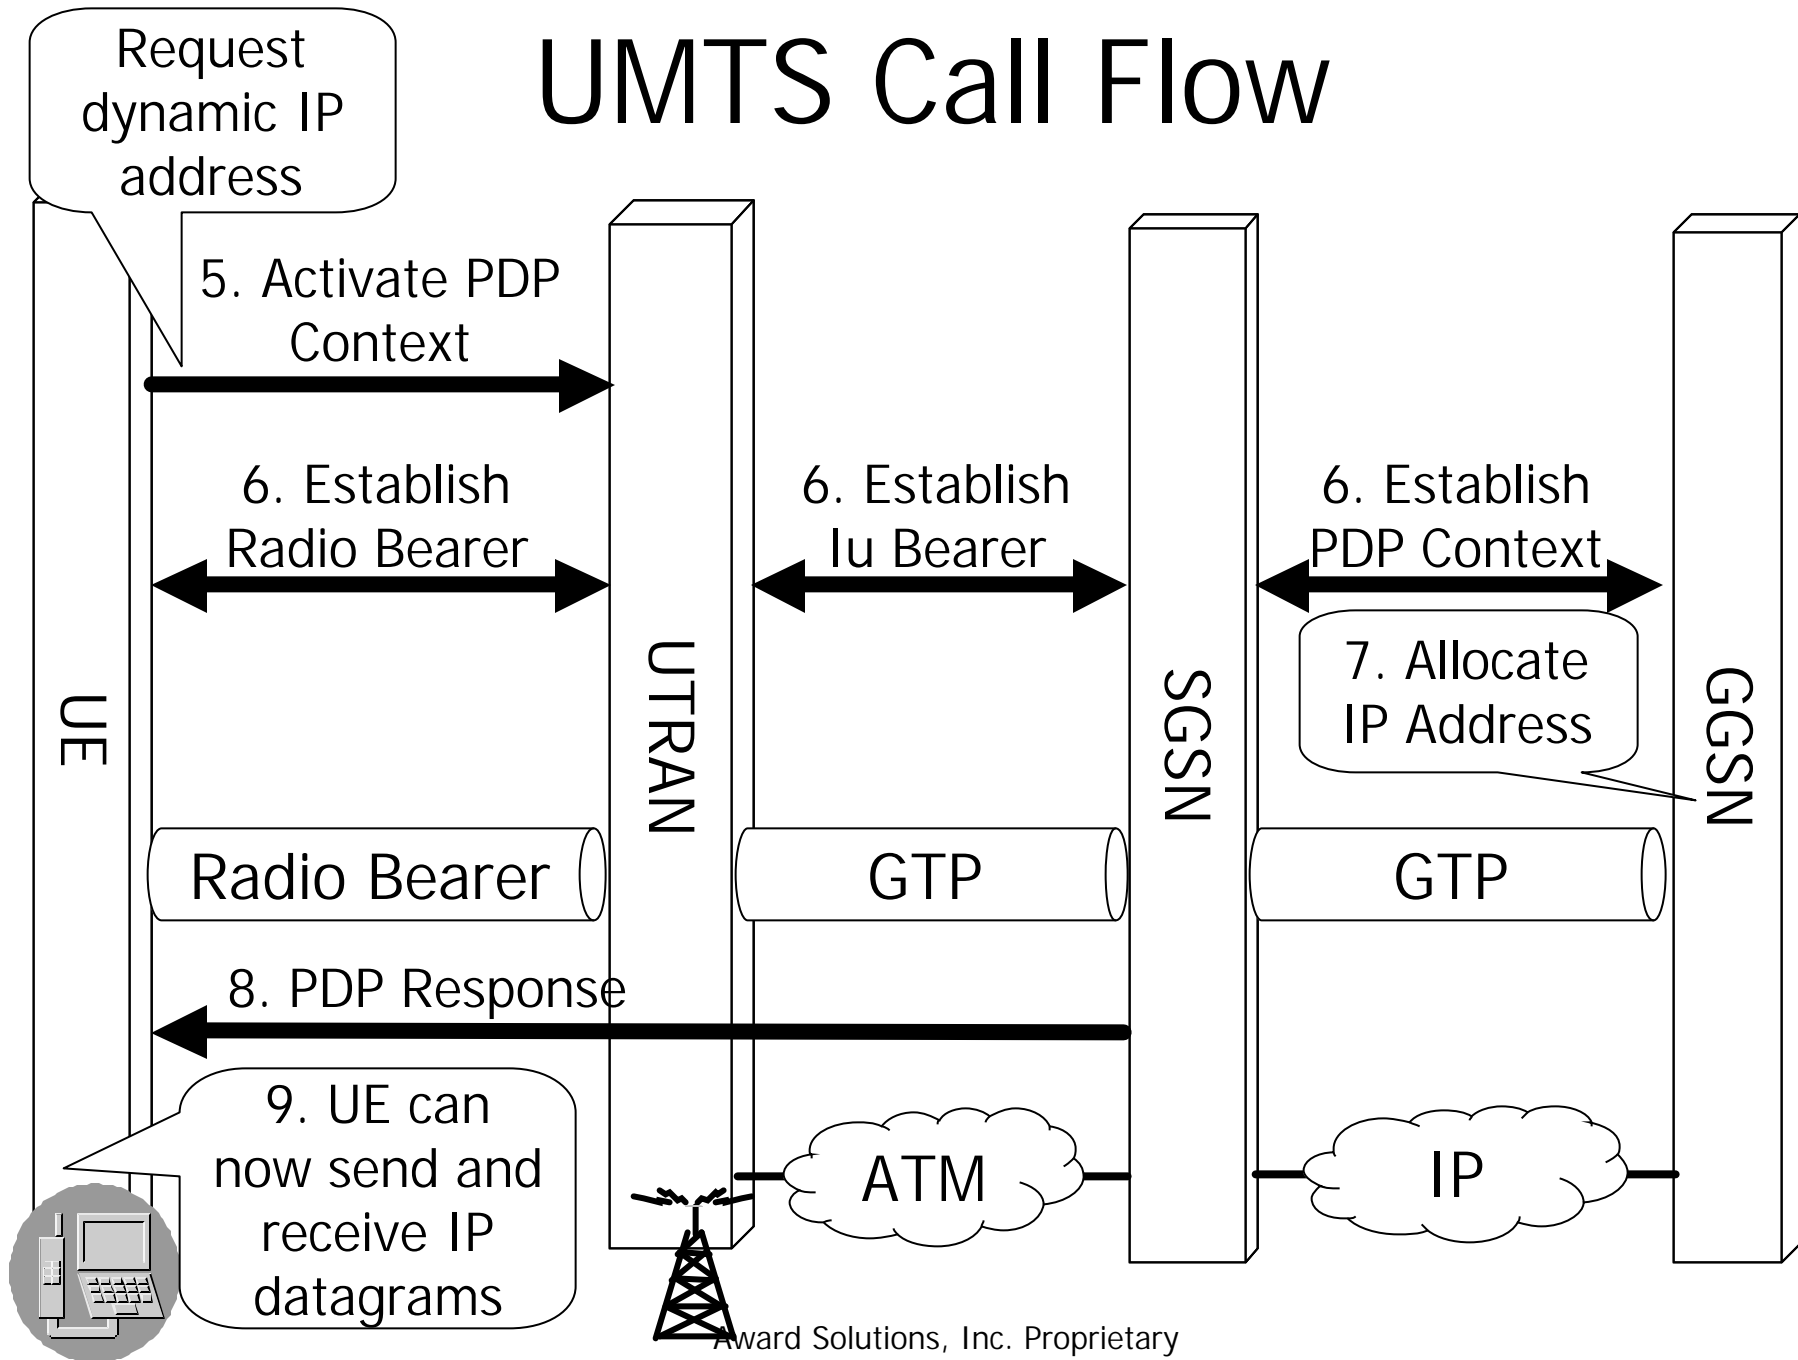 UMTS Call Flow
Request
dynamic IP
address
5. Activate PDP
Context
6. Establish
Radio Bearer
6. Establish
Iu Bearer
6. Establish
PDP Context
7. Allocate
IP Address
UE
UTRAN
SGSN
GGSN
Radio Bearer
GTP
GTP
8. PDP Response
9. UE can
now send and
receive IP
datagrams
ATM
IP
Award Solutions, Inc. Proprietary